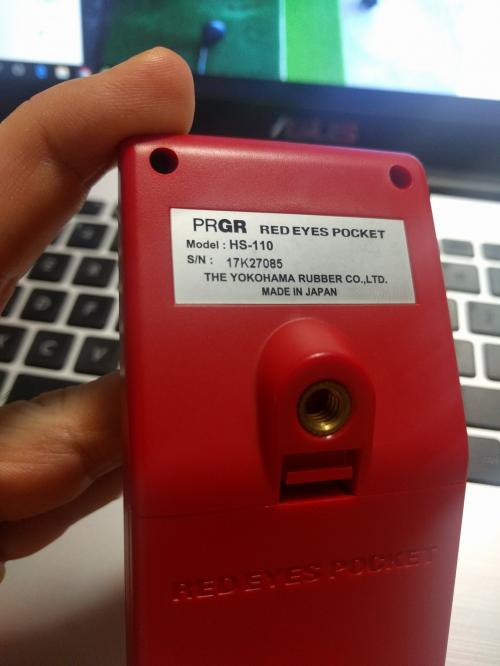 ASUS
PRGR RED EYES POCKET
Model : HS-110
S/N : 17K27085
THE YOKOHAMA RUBBER CO.,LTD.
MADE IN JAPAN
RED EYES POCKET